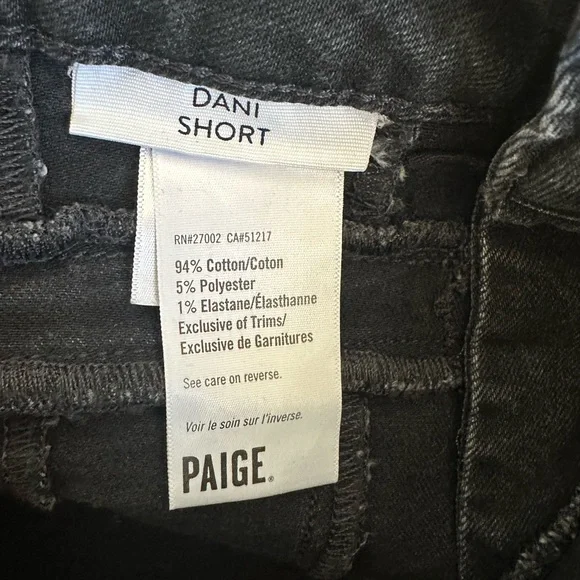 DANI
SHORT
RN#27002 CA#51217
94% Cotton/Coton
5% Polyester
1% Elastane/Élasthanne
Exclusive of Trims/
Exclusive de Garnitures
See care on reverse.
Voir le soin sur l'inverse.
PAIGE.